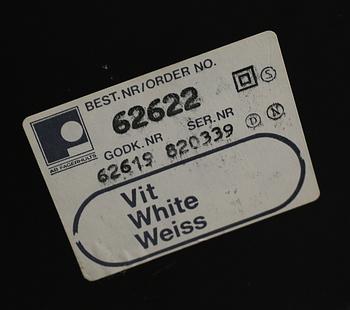 BEST.NR/ORDER NO.
62622
GODK.NR SER.NR
62619 820339
S
D N
AB FAGERHULTS
Vit
White
Weiss